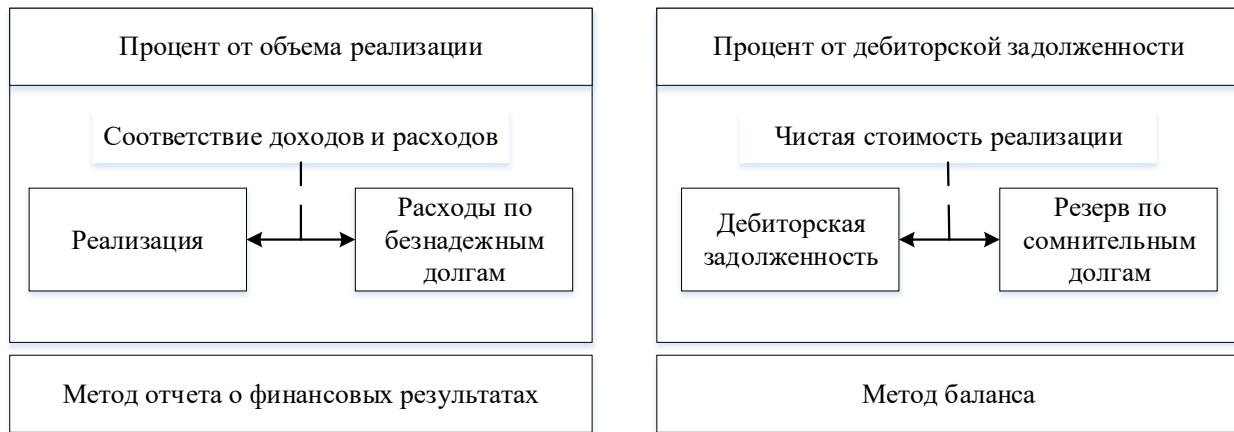 Процент от объема реализации
Соответствие доходов и расходов
Реализация
Расходы по
безнадежным
долгам
Метод отчета о финансовых результатах
Процент от дебиторской задолженности
Чистая стоимость реализации
Дебиторская
задолженность
Резерв по
сомнительным
долгам
Метод баланса